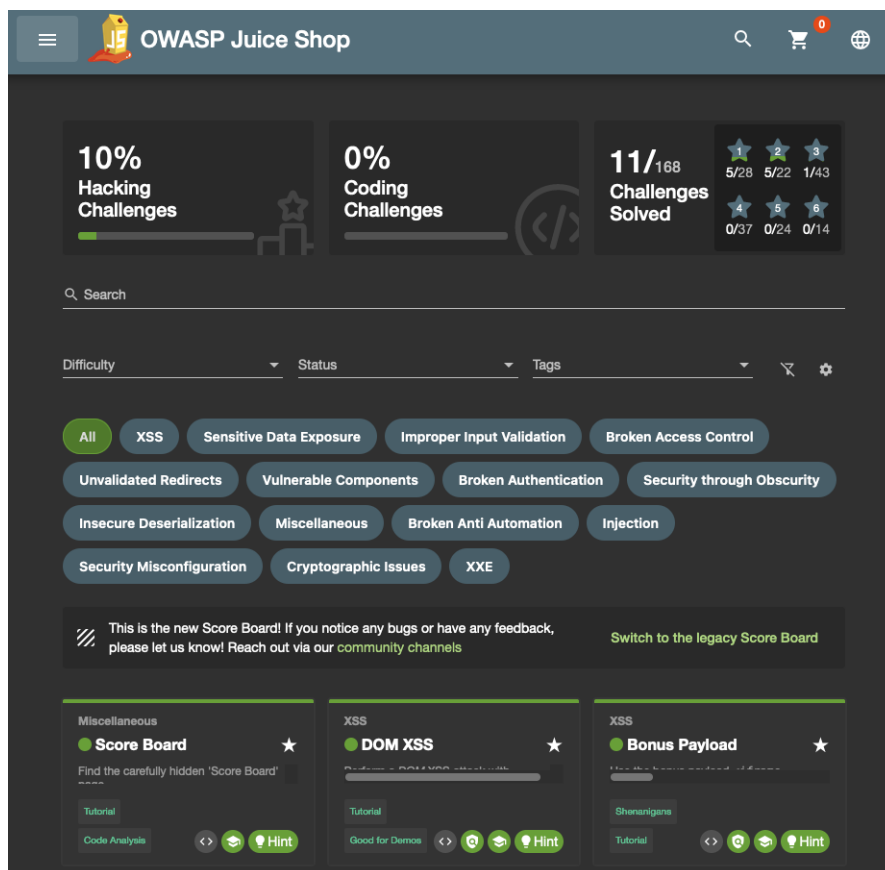 OWASP Juice Shop
0
10%
Hacking
Challenges
0%
Coding
Challenges
11/168
Challenges
Solved
1 2 3
5/28 5/22 1/43
4 5 6
0/37 0/24 0/14
Search
Difficulty Status Tags
All XSS Sensitive Data Exposure Improper Input Validation Broken Access Control
Unvalidated Redirects Vulnerable Components Broken Authentication Security through Obscurity
Insecure Deserialization Miscellaneous Broken Anti Automation Injection
Security Misconfiguration Cryptographic Issues XXE
This is the new Score Board! If you notice any bugs or have any feedback,
please let us know! Reach out via our community channels
Switch to the legacy Score Board
Miscellaneous
Score Board
Find the carefully hidden 'Score Board'
Tutorial
Code Analysis
Hint
XSS
DOM XSS
Tutorial
Good for Demos
Hint
XSS
Bonus Payload
Shenanigans
Tutorial
Hint